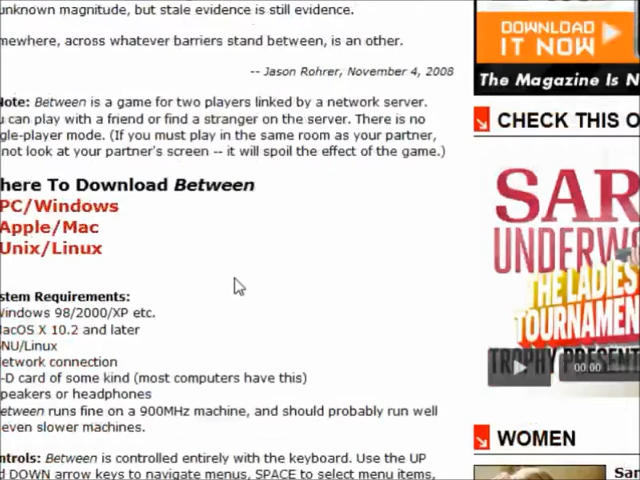 unknown magnitude, but stale evidence is still evidence.
mewhere, across whatever barriers stand between, is an other.
-- Jason Rohrer, November 4, 2008
Note: Between is a game for two players linked by a network server.
u can play with a friend or find a stranger on the server. There is no
gle-player mode. (If you must play in the same room as your partner,
not look at your partner's screen -- it will spoil the effect of the game.)
here To Download Between
PC/Windows
Apple/Mac
Unix/Linux
stem Requirements:
Windows 98/2000/XP etc.
MacOS X 10.2 and later
NU/Linux
etwork connection
-D card of some kind (most computers have this)
peakers or headphones
etween runs fine on a 900MHz machine, and should probably run well
even slower machines.
ntrols: Between is controlled entirely with the keyboard. Use the UP
d DOWN arrow keys to navigate menus, SPACE to select menu items,
DOWNLOAD
IT NOW
The Magazine Is N
CHECK THIS O
SAR
UNDERW
THE LADIES
TOURNAMEN
TROPHY PRESENT
00:00
WOMEN
Sar